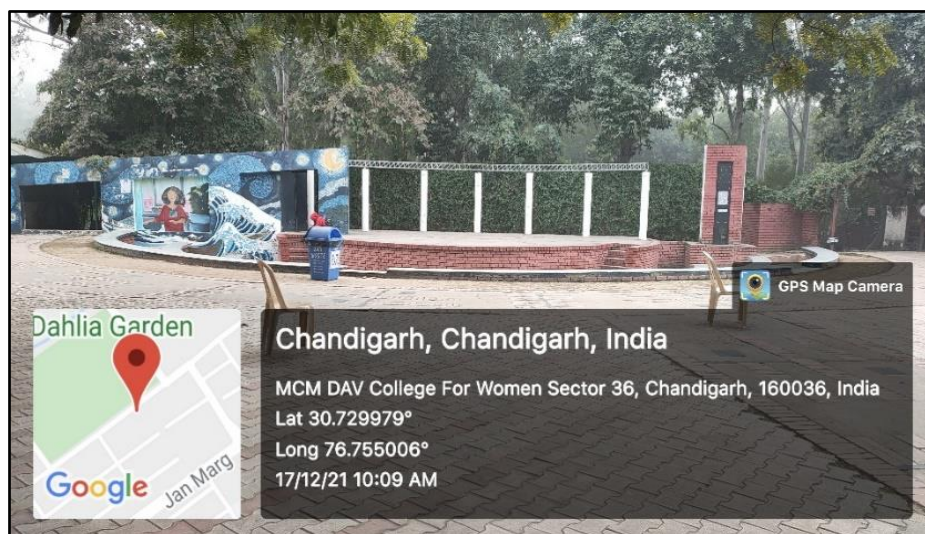 GPS Map Camera
Dahlia Garden
Jan Marg
Google
Chandigarh, Chandigarh, India
MCM DAV College For Women Sector 36, Chandigarh, 160036, India
Lat 30.729979°
Long 76.755006°
17/12/21 10:09 AM